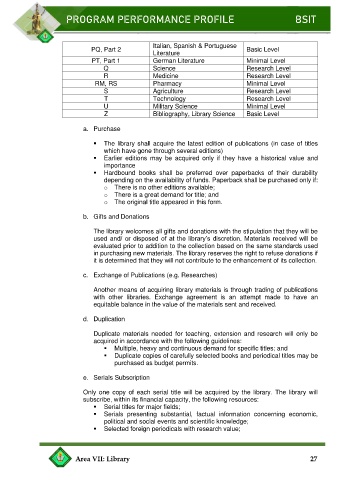 PROGRAM PERFORMANCE PROFILE BSIT
PQ, Part 2 Italian, Spanish & Portuguese Literature Basic Level
PT, Part 1 German Literature Minimal Level
Q Science Research Level
R Medicine Research Level
RM, RS Pharmacy Minimal Level
S Agriculture Research Level
T Technology Research Level
U Military Science Minimal Level
Z Bibliography, Library Science Basic Level
a. Purchase
▪ The library shall acquire the latest edition of publications (in case of titles
which have gone through several editions)
▪ Earlier editions may be acquired only if they have a historical value and
importance
▪ Hardbound books shall be preferred over paperbacks of their durability
depending on the availability of funds. Paperback shall be purchased only if:
o There is no other editions available;
o There is a great demand for title; and
o The original title appeared in this form.
b. Gifts and Donations
The library welcomes all gifts and donations with the stipulation that they will be
used and/ or disposed of at the library's discretion. Materials received will be
evaluated prior to addition to the collection based on the same standards used
in purchasing new materials. The library reserves the right to refuse donations if
it is determined that they will not contribute to the enhancement of its collection.
c. Exchange of Publications (e.g. Researches)
Another means of acquiring library materials is through trading of publications
with other libraries. Exchange agreement is an attempt made to have an
equitable balance in the value of the materials sent and received.
d. Duplication
Duplicate materials needed for teaching, extension and research will only be
acquired in accordance with the following guidelines:
▪ Multiple, heavy and continuous demand for specific titles; and
▪ Duplicate copies of carefully selected books and periodical titles may be
purchased as budget permits.
e. Serials Subscription
Only one copy of each serial title will be acquired by the library. The library will
subscribe, within its financial capacity, the following resources:
▪ Serial titles for major fields;
▪ Serials presenting substantial, factual information concerning economic,
political and social events and scientific knowledge;
▪ Selected foreign periodicals with research value;
Area VII: Library 27